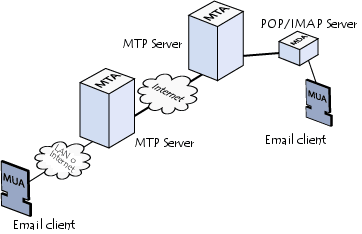 MTA
MTP Server
POP/IMAP Server
MDA
Internet
MTA
MUA
Email client
MTP Server
LAN o
Internet
MUA
Email client